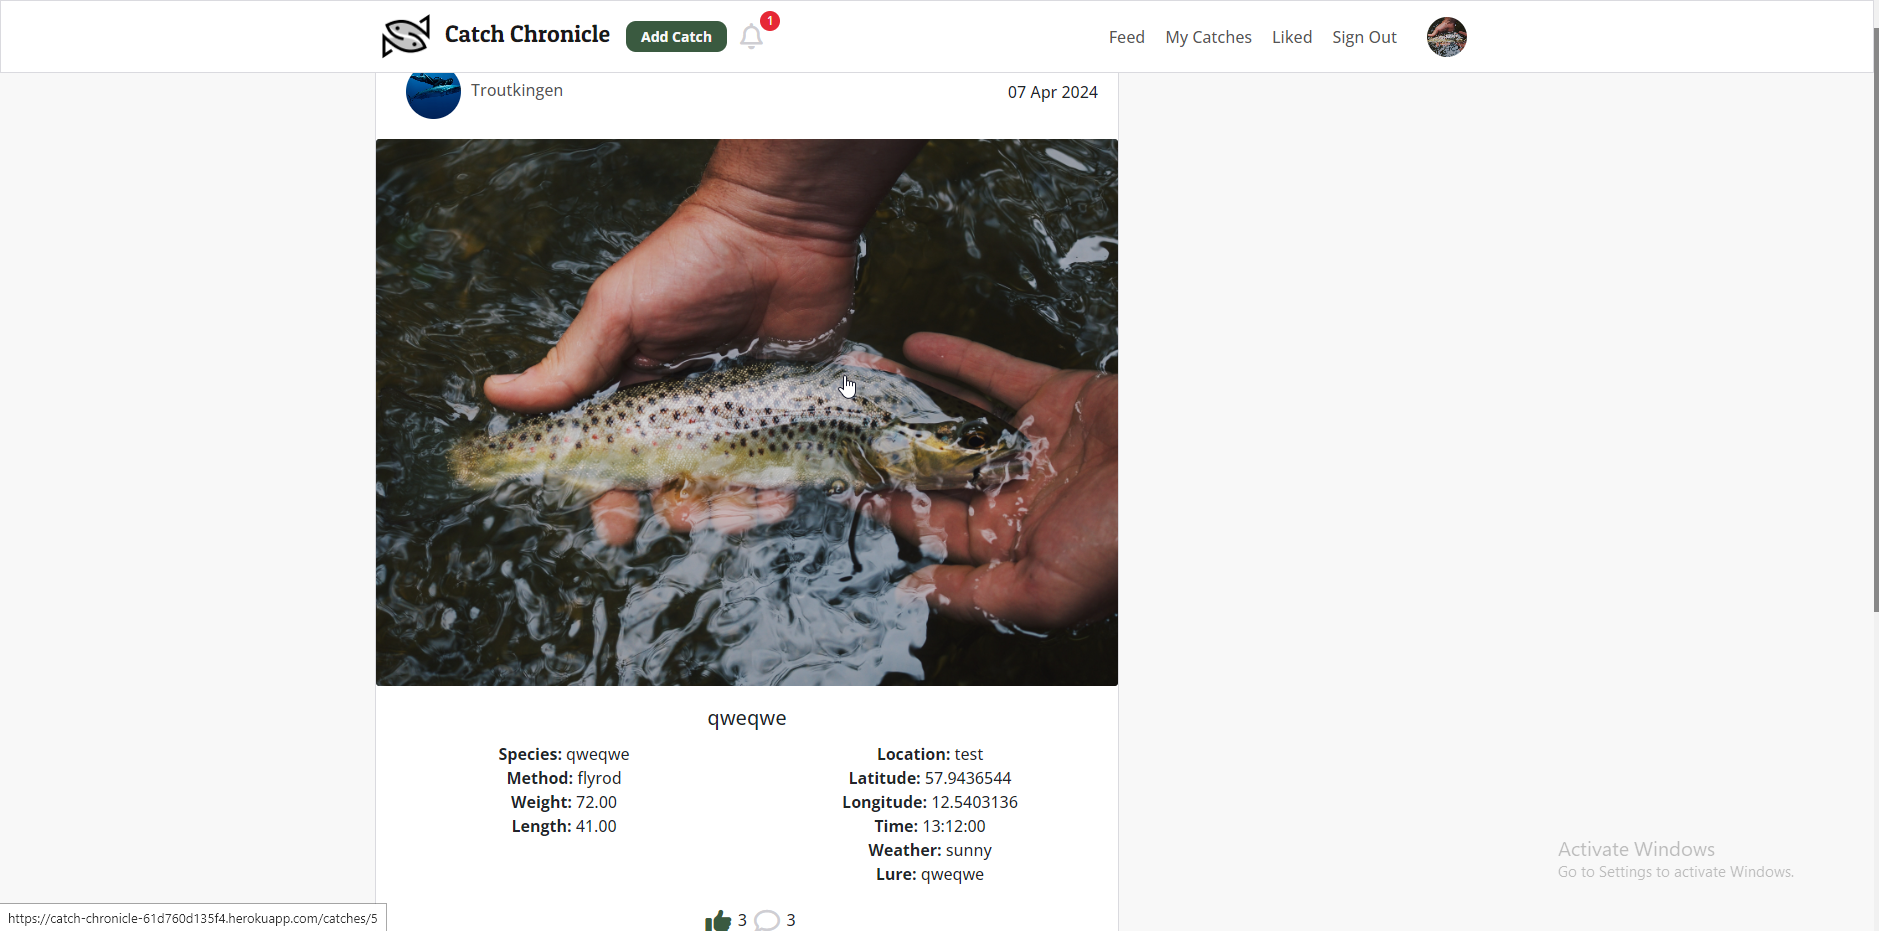 Catch Chronicle
Add Catch
1
Feed
My Catches
Liked
Sign Out
Troutkingen
07 Apr 2024
qweqwe
Species: qweqwe
Method: flyrod
Weight: 72.00
Length: 41.00
Location: test
Latitude: 57.9436544
Longitude: 12.5403136
Time: 13:12:00
Weather: sunny
Lure: qweqwe
3
3
Activate Windows
Go to Settings to activate Windows.
https://catch-chronicle-61d760d135f4.herokuapp.com/catches/5